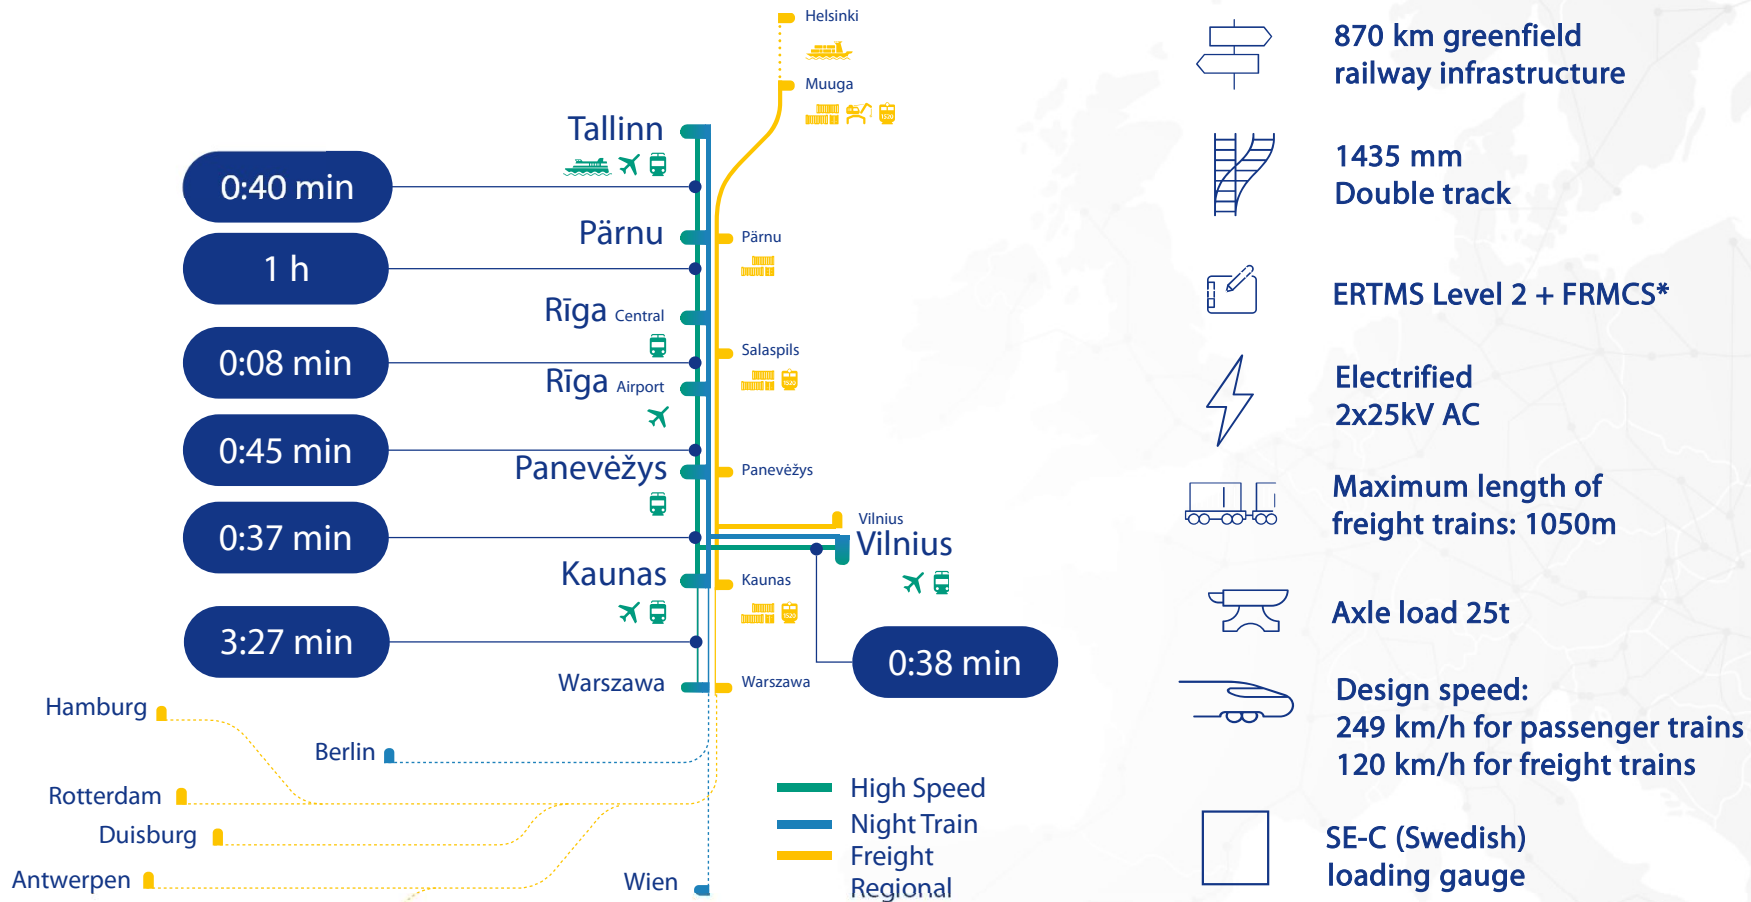 Helsinki
Muuga
Tallinn
0:40 min
Pärnu
Pärnu
1 h
Rīga Central
0:08 min
Salaspils
Rīga Airport
0:45 min
Panevėžys
Panevėžys
0:37 min
Vilnius
Vilnius
Kaunas
Kaunas
3:27 min
0:38 min
Warszawa
Warszawa
Hamburg
Berlin
Rotterdam
Duisburg
Antwerpen
Wien
High Speed
Night Train
Freight
Regional
870 km greenfield
railway infrastructure
1435 mm
Double track
ERTMS Level 2 + FRMCS*
Electrified
2x25kV AC
Maximum length of
freight trains: 1050m
Axle load 25t
Design speed:
249 km/h for passenger trains
120 km/h for freight trains
SE-C (Swedish)
loading gauge